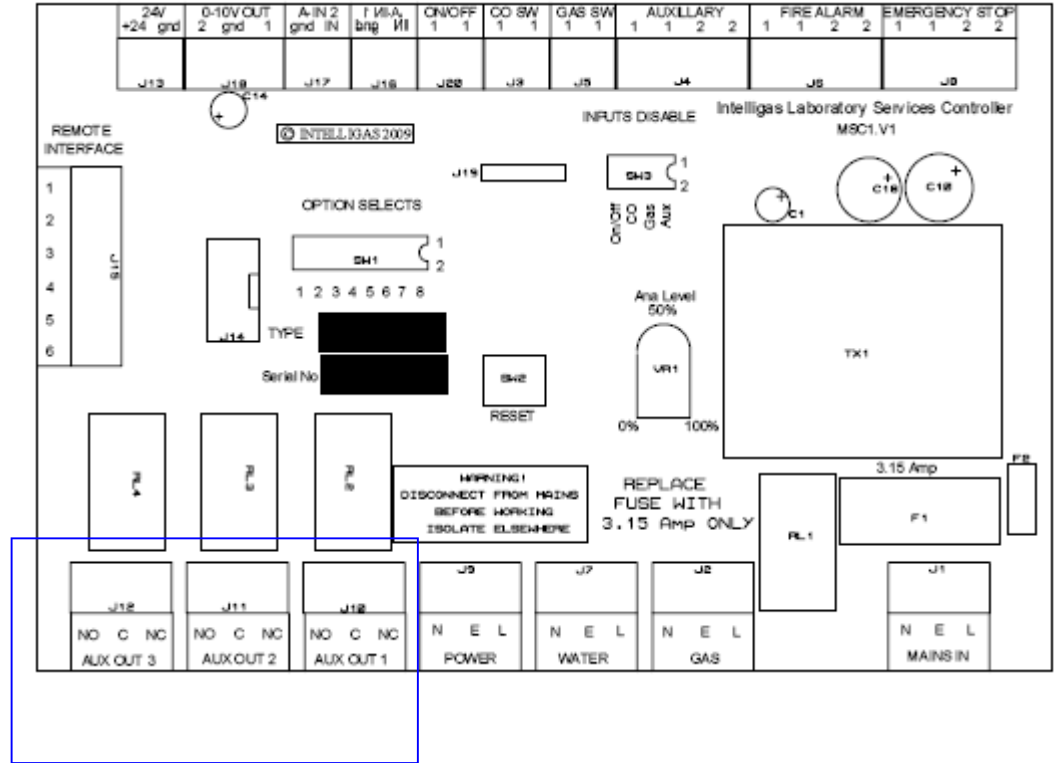 24V 0-10V OUT A-IN 2 A-IN 1 ON/OFF CO SW GAS SW AUXILLARY FIRE ALARM EMERGENCY STOP
+24 gnd 2 gnd 1 gnd IN gnd IN 1 1 1 1 1 1 1 1 2 2 1 1 2 2 1 1 2 2
J13 J18 J17 J16 J20 J3 J5 J4 J6 J8
C14
REMOTE
INTERFACE
© INTELLIGAS 2009
INPUTS DISABLE
Intelligas Laboratory Services Controller
MSC1.V1
J19
SW3
1
2
On/Off
CO
Gas
Aux
C1
C18
C10
1
2
3
4
5
6
J15
OPTION SELECTS
SW1
1
2
1 2 3 4 5 6 7 8
J14
TYPE
Serial No
SW2
RESET
Ana Level
50%
VR1
0% 100%
TX1
RL4
RL3
RL2
WARNING!
DISCONNECT FROM MAINS
BEFORE WORKING
ISOLATE ELSEWHERE
REPLACE
FUSE WITH
3.15 Amp ONLY
RL1
3.15 Amp
F1
F2
J12 J11 J10 J9 J7 J2 J1
NO C NC NO C NC NO C NC N E L N E L N E L N E L
AUX OUT 3 AUX OUT 2 AUX OUT 1 POWER WATER GAS MAINS IN